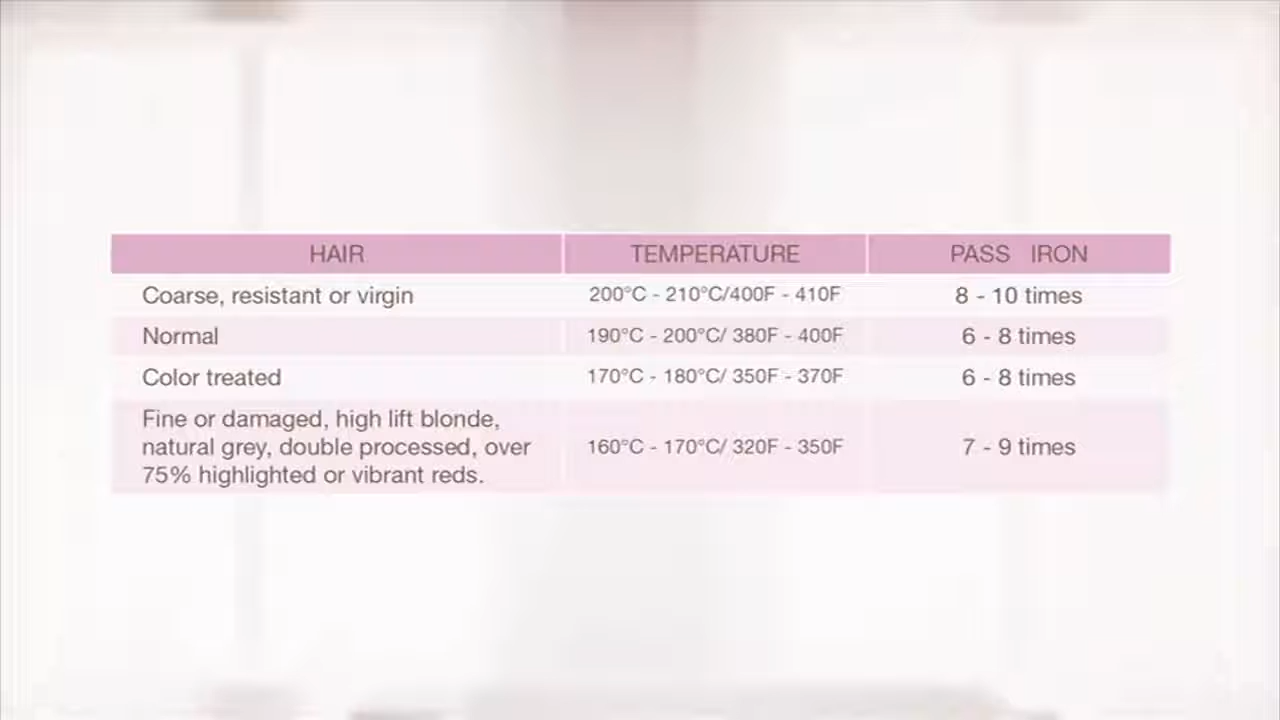 HAIR TEMPERATURE PASS IRON
Coarse, resistant or virgin 200°C - 210°C/400F - 410F 8 - 10 times
Normal 190°C - 200°C/ 380F - 400F 6 - 8 times
Color treated 170°C - 180°C/ 350F - 370F 6 - 8 times
Fine or damaged, high lift blonde,
natural grey, double processed, over 160°C - 170°C/ 320F - 350F 7 - 9 times
75% highlighted or vibrant reds.